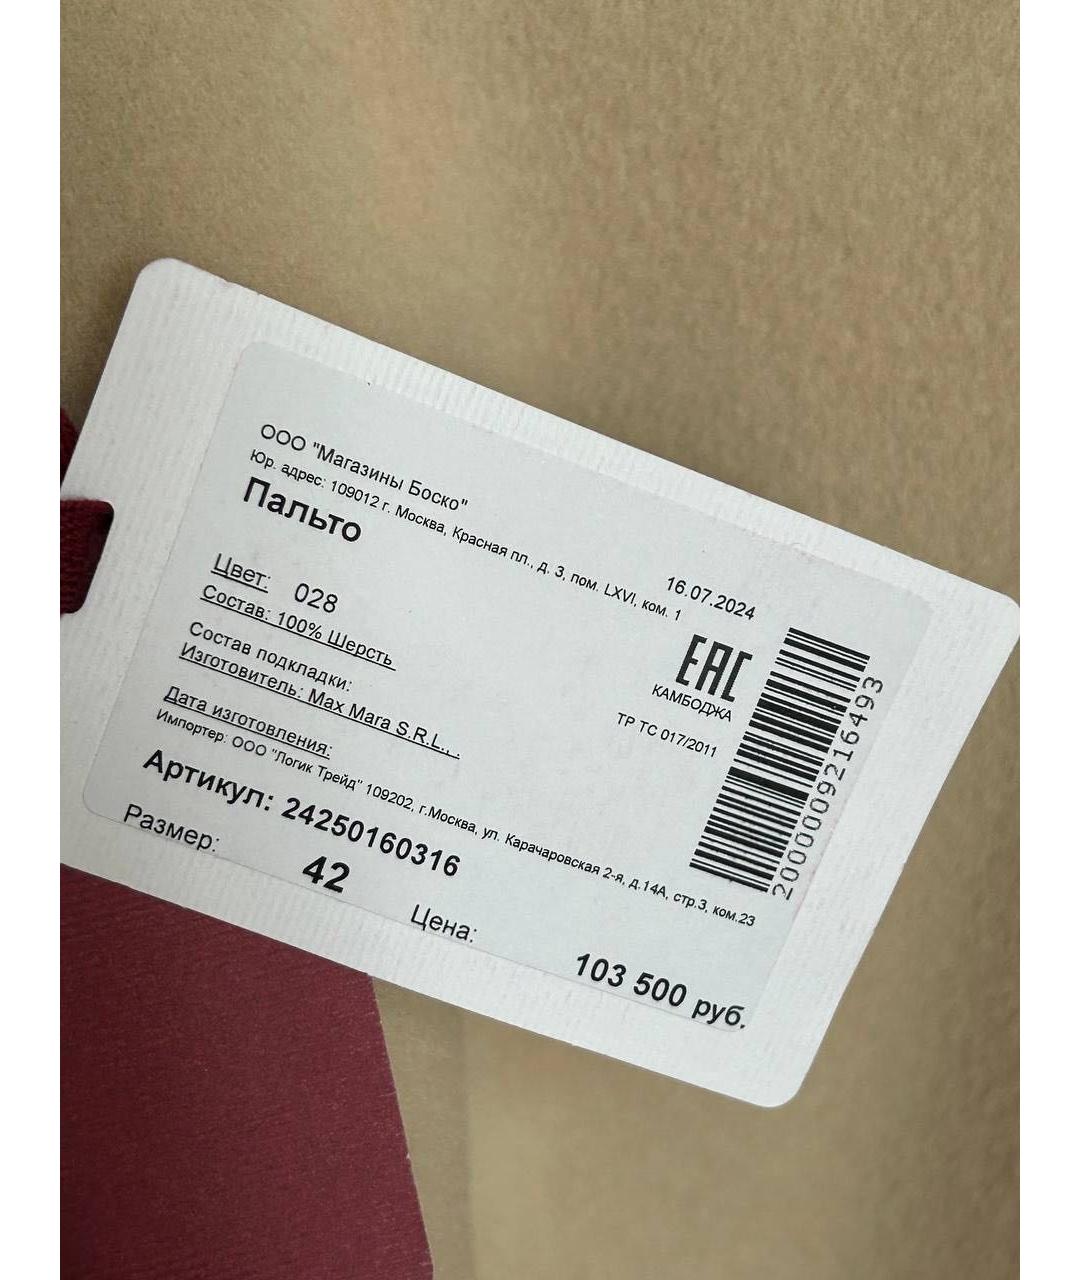 ООО "Магазины Боско"
Юр. адрес: 109012 г. Москва, Красная пл., д. 3, пом. LXVI, ком. 1
Пальто
16.07.2024
Цвет: 028
Состав: 100% Шерсть
EAC
КАМБОДЖА
Состав подкладки:
ТР ТС 017/2011
Изготовитель: Max Mara S.R.L., .
Дата изготовления:
Импортер: ООО "Логик Трейд" 109202, г.Москва, ул. Карачаровская 2-я, д.14А, стр.3, ком.23
Артикул: 24250160316
Размер: 42
Цена: 103 500 руб.
2000009216493